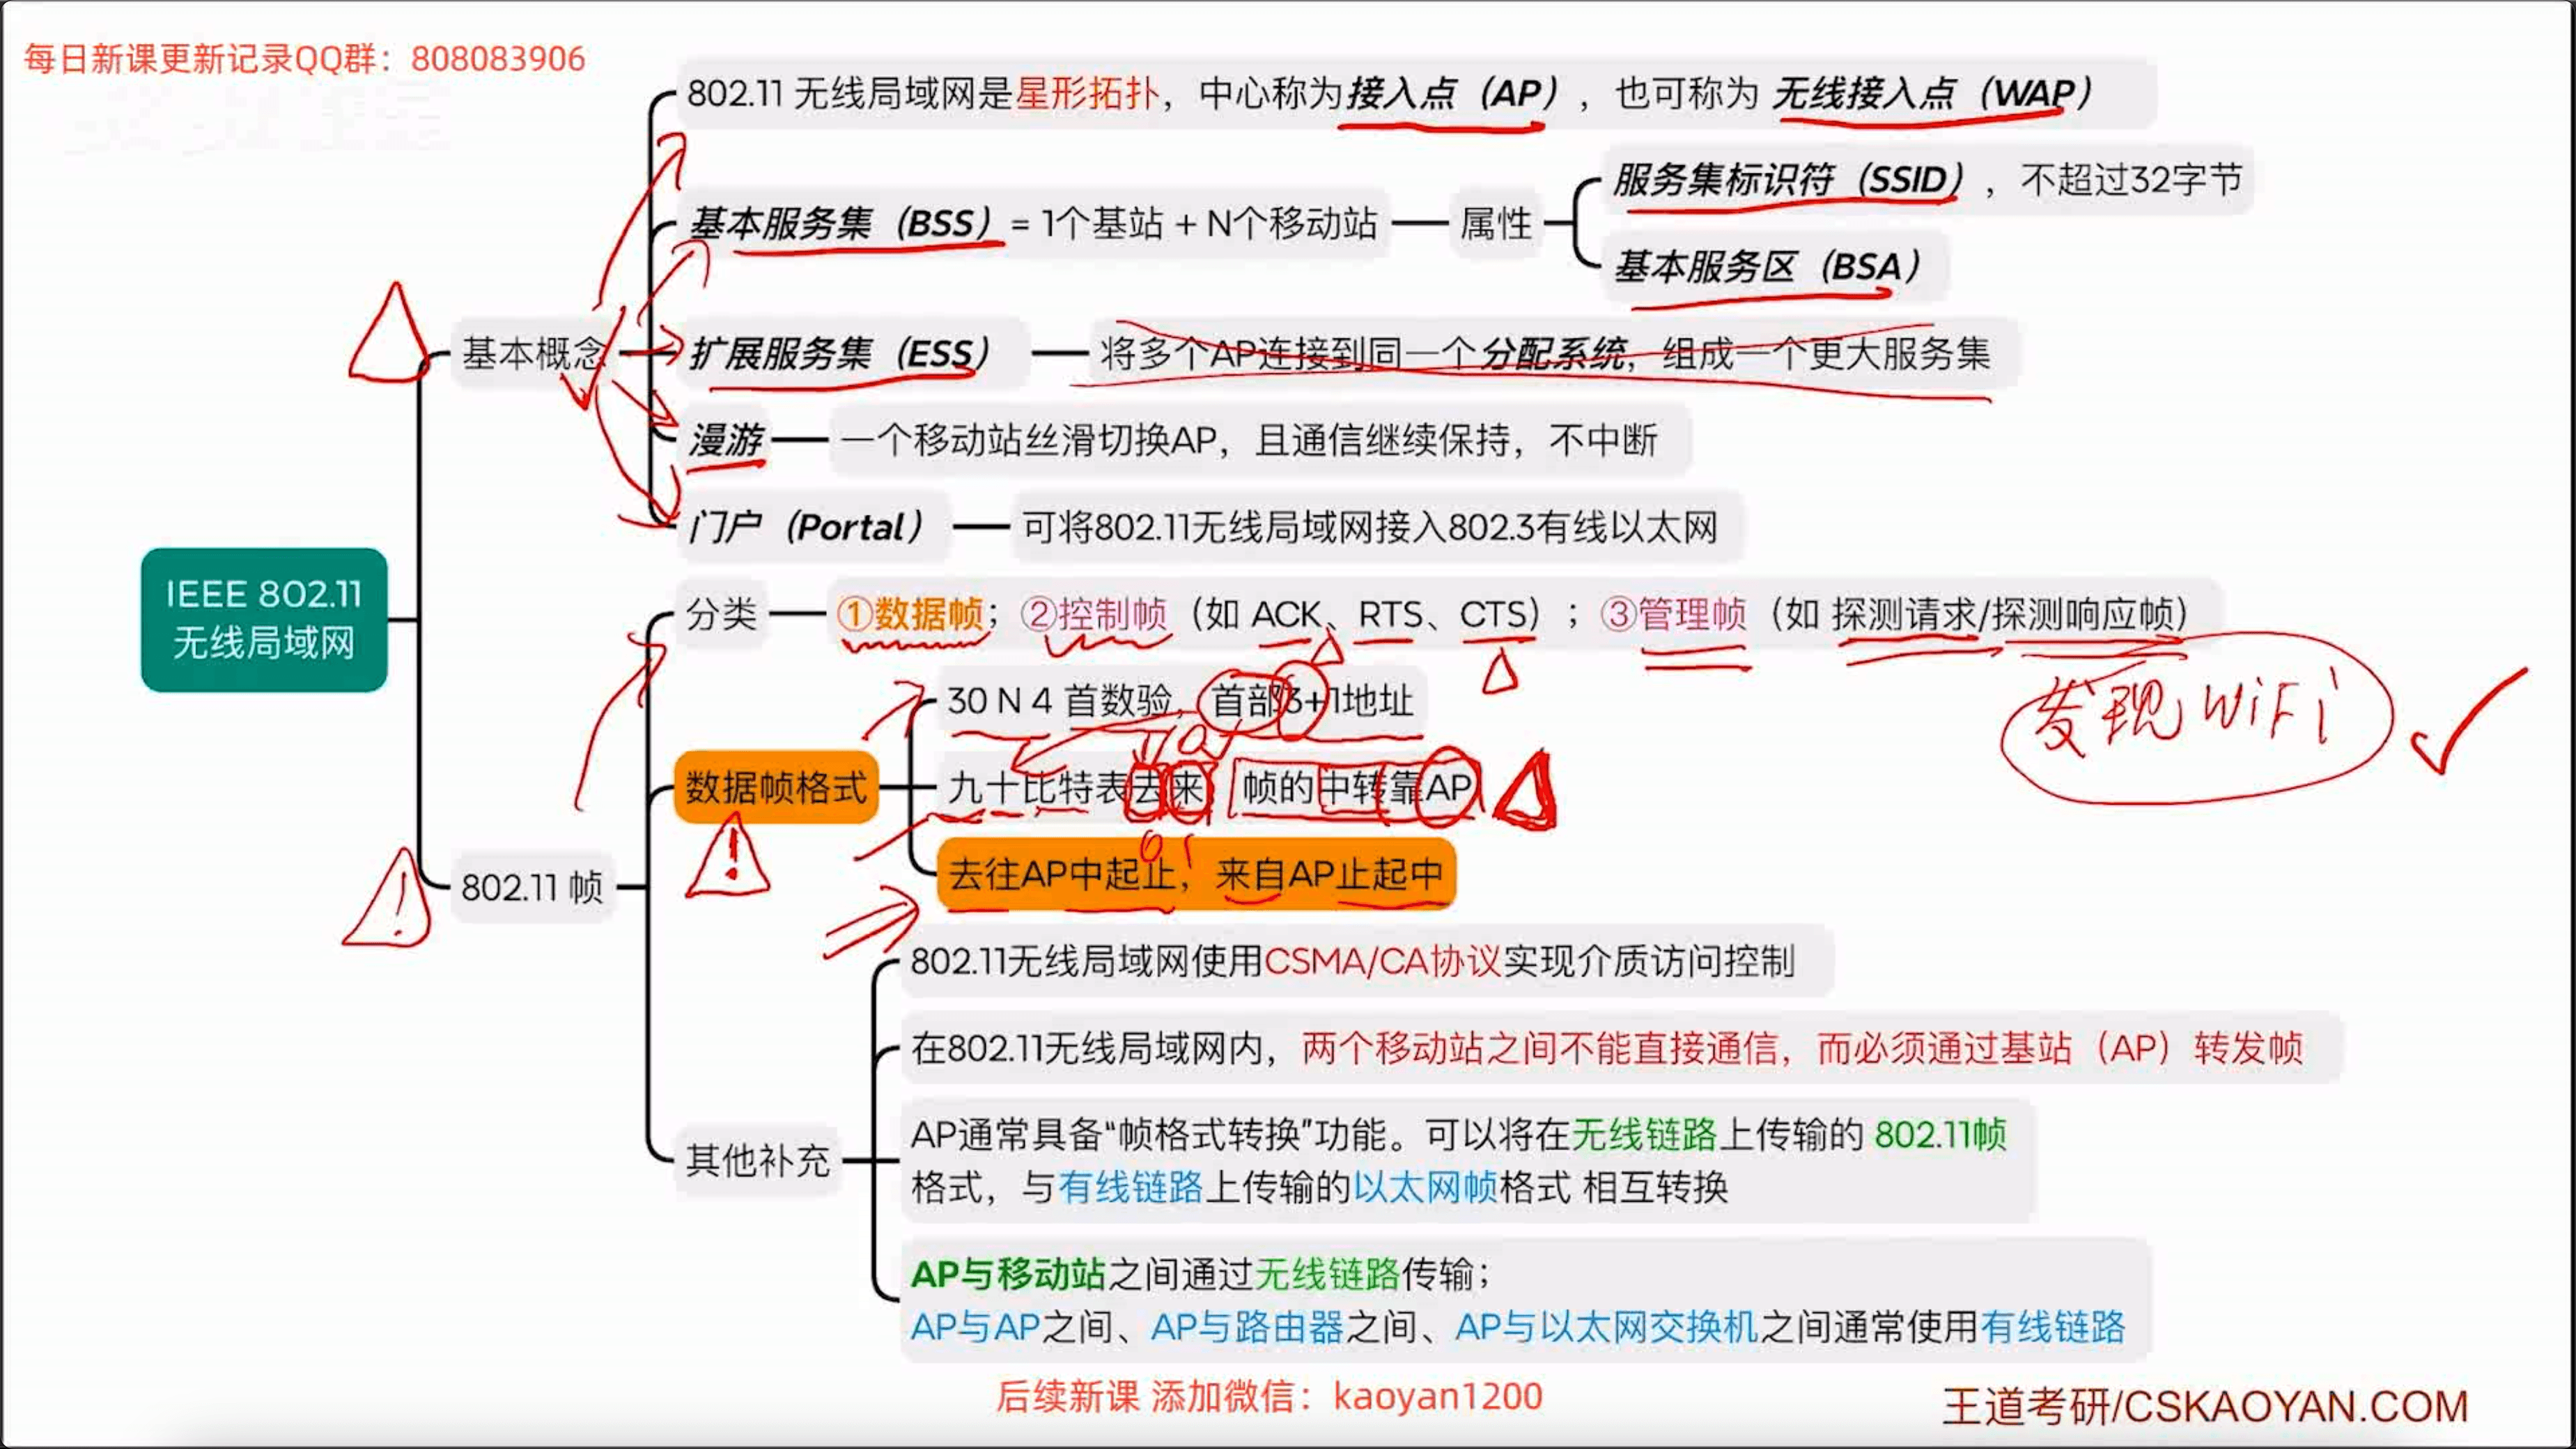 每日新课更新记录QQ群：808083906
802.11 无线局域网是星形拓扑，中心称为接入点（AP），也可称为 无线接入点（WAP）
基本服务集（BSS）= 1个基站 + N个移动站
属性
服务集标识符（SSID），不超过32字节
基本服务区（BSA）
基本概念
扩展服务集（ESS）
将多个AP连接到同一个分配系统，组成一个更大服务集
漫游
一个移动站丝滑切换AP，且通信继续保持，不中断
门户（Portal）
可将802.11无线局域网接入802.3有线以太网
IEEE 802.11
无线局域网
分类
①数据帧；②控制帧（如 ACK、RTS、CTS）；③管理帧（如 探测请求/探测响应帧）
30 N 4 首数验，首部3+1地址
发现WiFi
数据帧格式
九十比特表去来，帧的中转靠AP
01
去往AP中起止，来自AP止起中
802.11 帧
802.11无线局域网使用CSMA/CA协议实现介质访问控制
在802.11无线局域网内，两个移动站之间不能直接通信，而必须通过基站（AP）转发帧
其他补充
AP通常具备“帧格式转换”功能。可以将在无线链路上传输的 802.11帧
格式，与有线链路上传输的以太网帧格式 相互转换
AP与移动站之间通过无线链路传输；
AP与AP之间、AP与路由器之间、AP与以太网交换机之间通常使用有线链路
后续新课 添加微信：kaoyan1200
王道考研/CSKAOYAN.COM